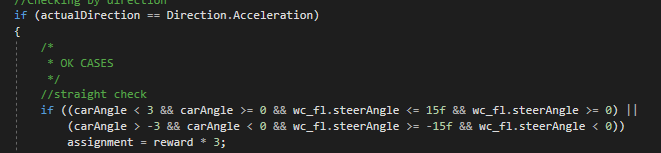 //Checking by direction
if (actualDirection == Direction.Acceleration)
{
/*
* OK CASES
*/
//straight check
if ((carAngle < 3 && carAngle >= 0 && wc_fl.steerAngle <= 15f && wc_fl.steerAngle >= 0) ||
(carAngle > -3 && carAngle < 0 && wc_fl.steerAngle >= -15f && wc_fl.steerAngle < 0))
assignment = reward * 3;